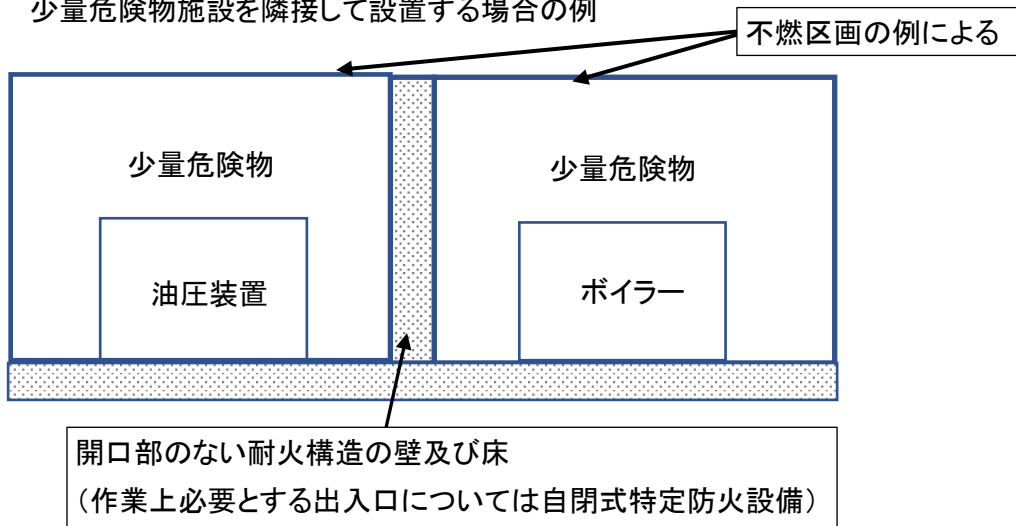 少量危険物施設を隣接して設置する場合の例
不燃区画の例による
少量危険物
少量危険物
油圧装置
ボイラー
開口部のない耐火構造の壁及び床
（作業上必要とする出入口については自閉式特定防火設備）